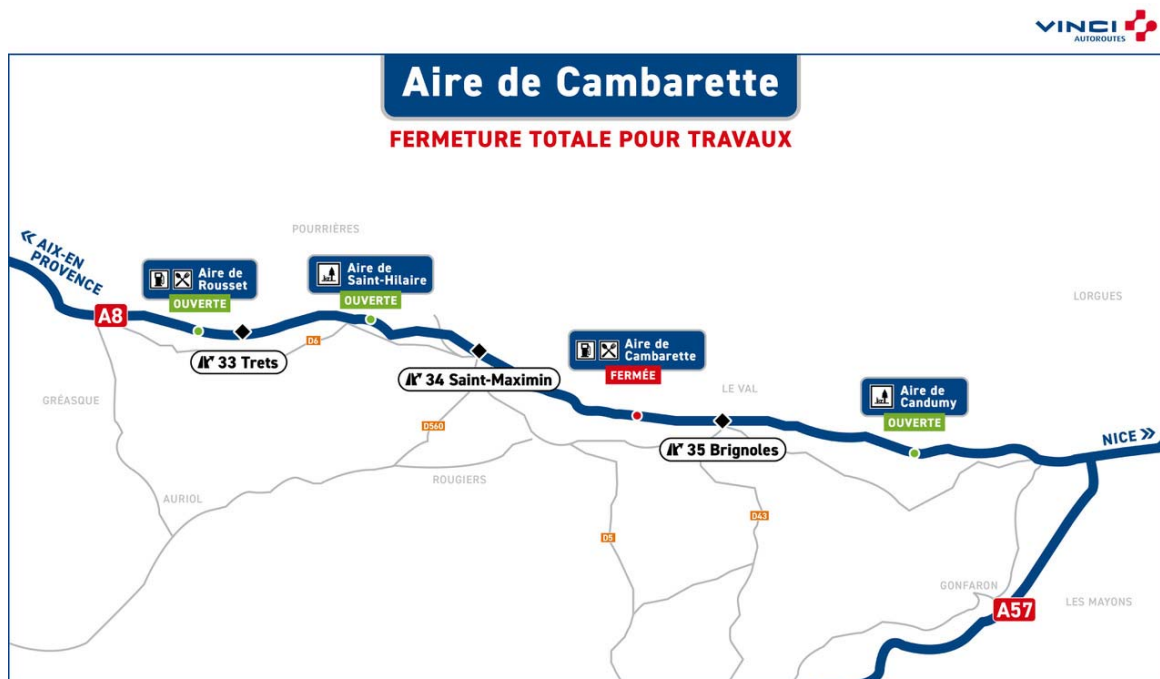 VINCI
AUTOROUTES
Aire de Cambarette
FERMETURE TOTALE POUR TRAVAUX
POURRIÈRES
« AIX-EN
PROVENCE
Aire de
Rousset
OUVERTE
Aire de
Saint-Hilaire
OUVERTE
LORGUES
A8
D6
33 Trets
34 Saint-Maximin
Aire de
Cambarette
FERMÉE
LE VAL
Aire de
Candumy
OUVERTE
GRÉASQUE
D560
35 Brignoles
NICE »
ROUGIERS
AURIOL
D43
D5
GONFARON
A57
LES MAYONS